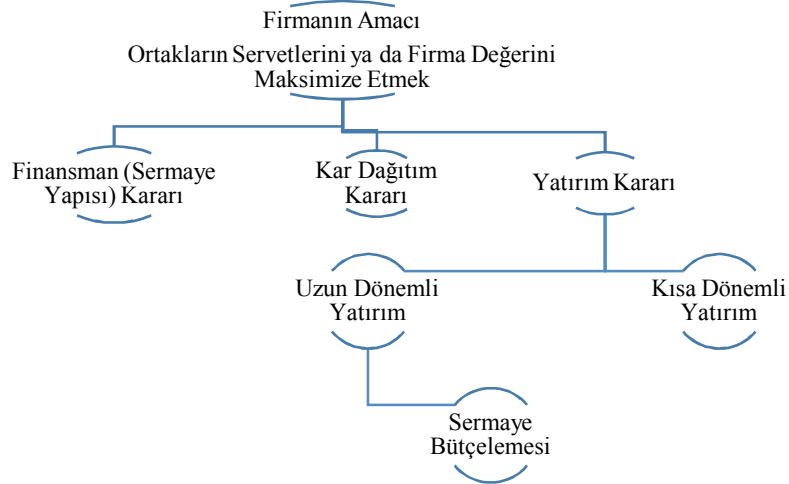 Firmanın Amacı
Ortakların Servetlerini ya da Firma Değerini
Maksimize Etmek
Finansman (Sermaye
Yapısı) Kararı
Kar Dağıtım
Kararı
Yatırım Kararı
Uzun Dönemli
Yatırım
Kısa Dönemli
Yatırım
Sermaye
Bütçelemesi